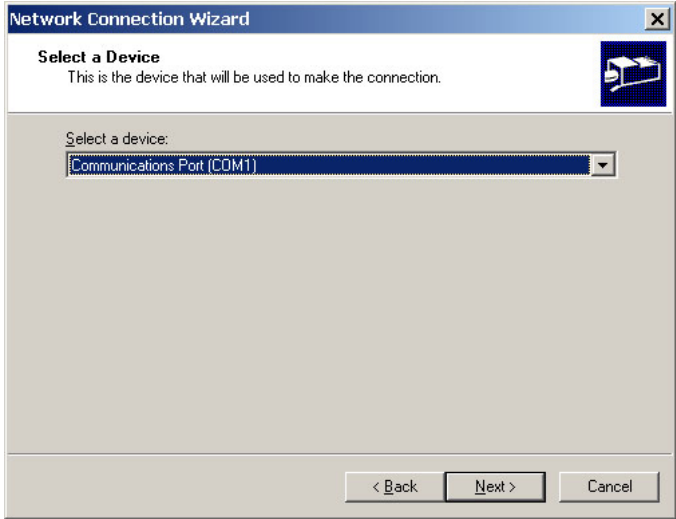 Network Connection Wizard
Select a Device
This is the device that will be used to make the connection.
Select a device:
Communications Port (COM1)
< Back
Next >
Cancel